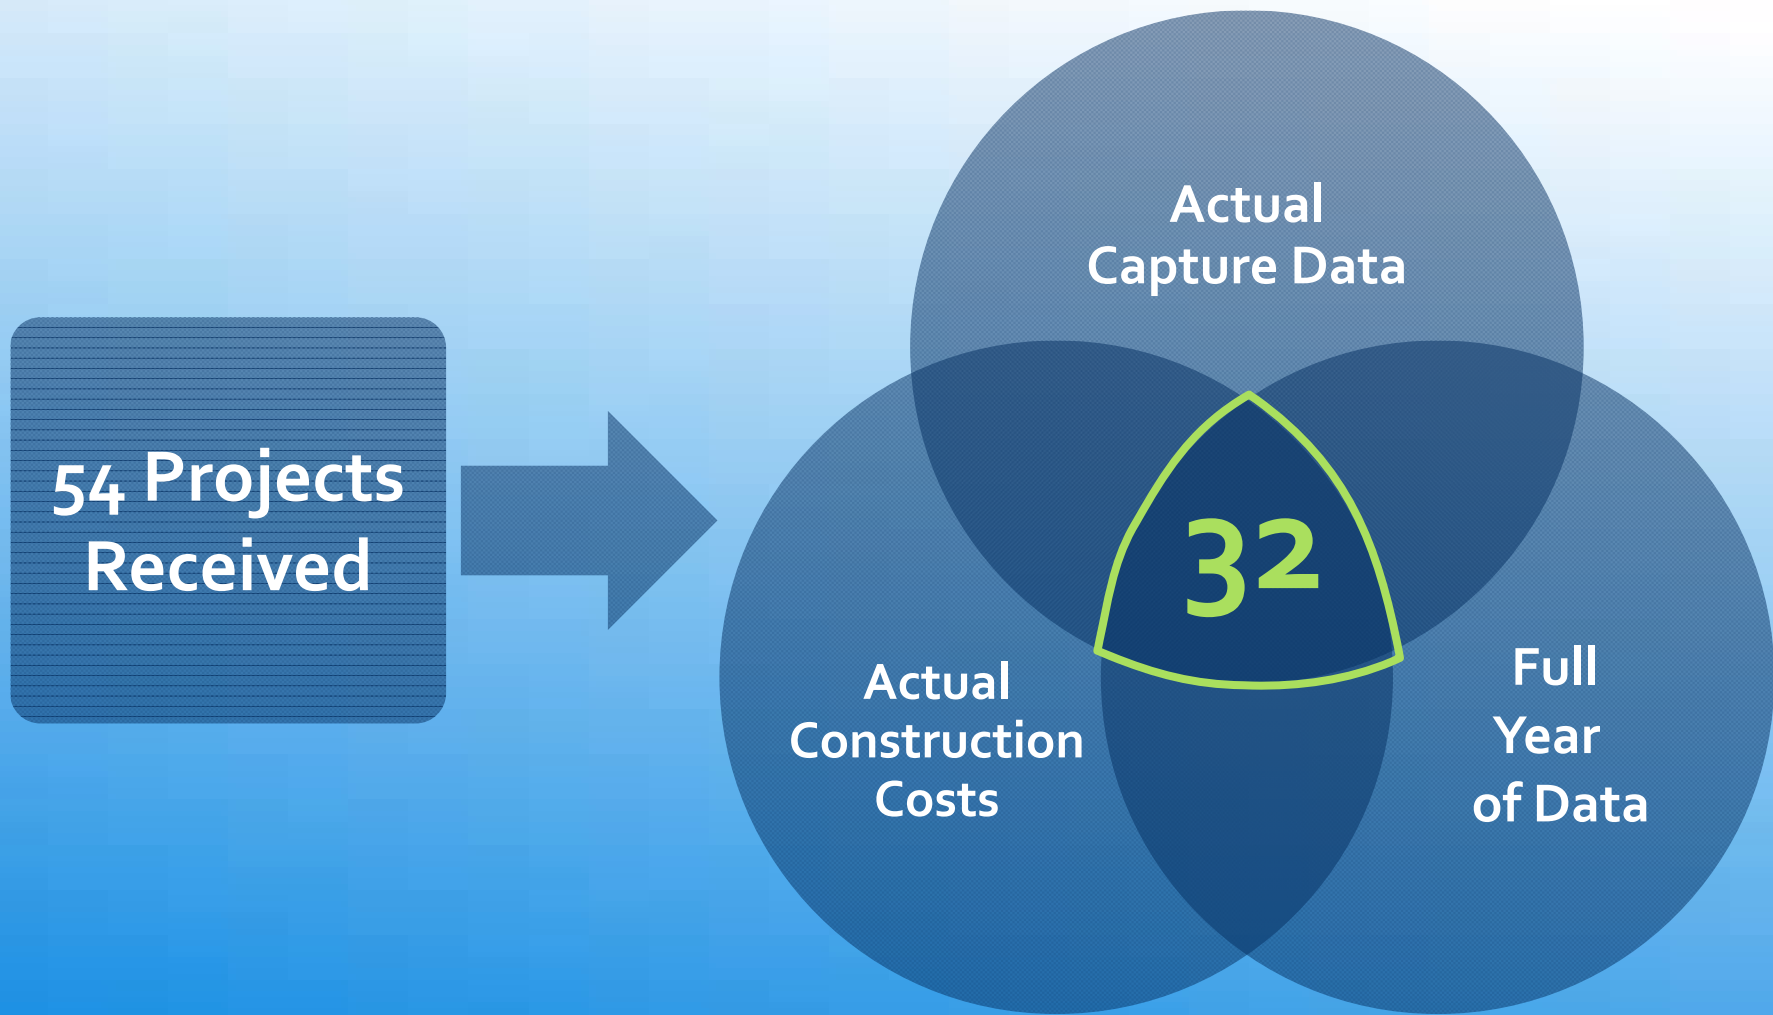 54 Projects
Received
Actual
Capture Data
32
Actual
Construction
Costs
Full
Year
of Data